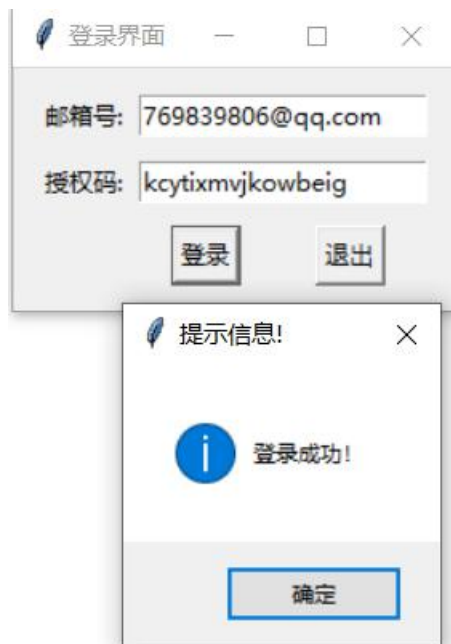 登录界面
邮箱号: 769839806@qq.com
授权码: kcytixmvjkowbeig
登录 退出
提示信息!
登录成功!
确定